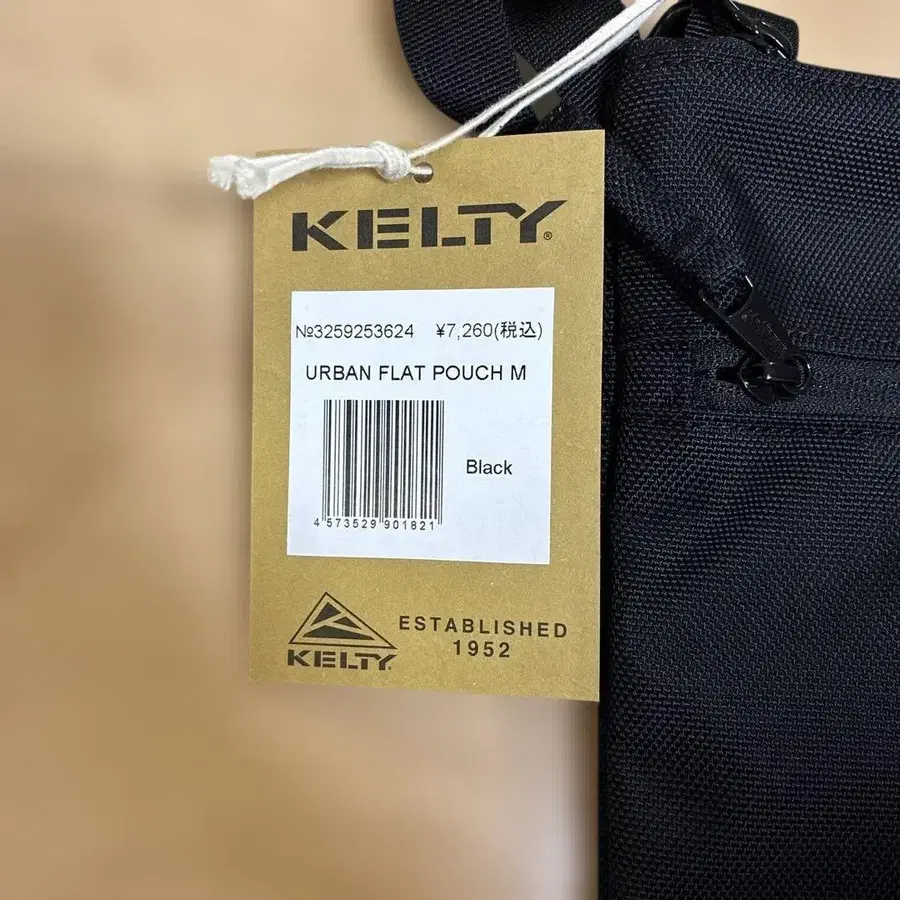 KELTY®
№3259253624 ¥7,260(税込)
URBAN FLAT POUCH M
Black
4 573529 901821
ESTABLISHED
1952
KELTY